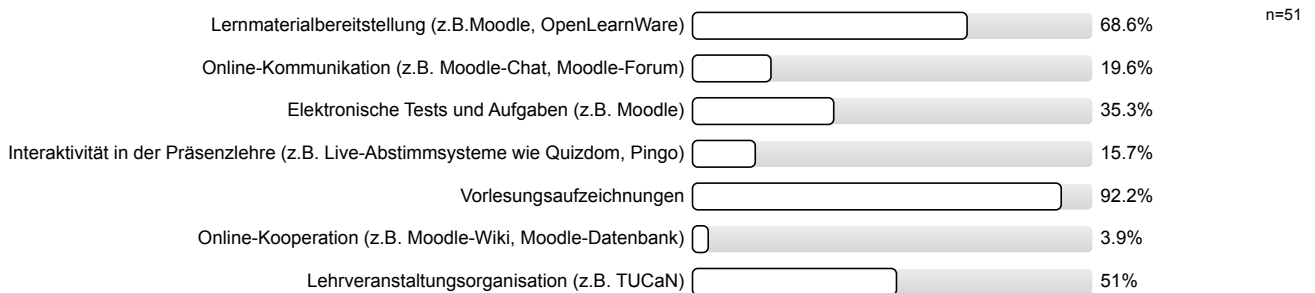 n=51
Lernmaterialbereitstellung (z.B.Moodle, OpenLearnWare) 68.6%
Online-Kommunikation (z.B. Moodle-Chat, Moodle-Forum) 19.6%
Elektronische Tests und Aufgaben (z.B. Moodle) 35.3%
Interaktivität in der Präsenzlehre (z.B. Live-Abstimmsysteme wie Quizdom, Pingo) 15.7%
Vorlesungsaufzeichnungen 92.2%
Online-Kooperation (z.B. Moodle-Wiki, Moodle-Datenbank) 3.9%
Lehrveranstaltungsorganisation (z.B. TUCaN) 51%